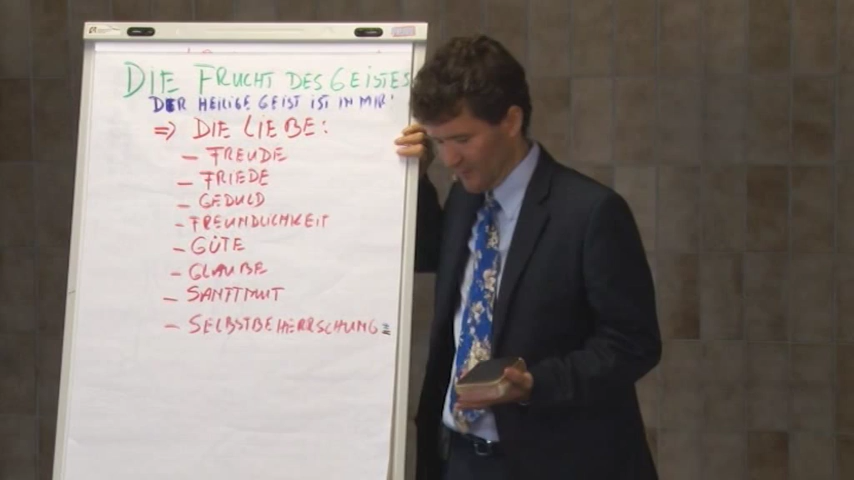 DIE FRUCHT DES GEISTES
DER HEILIGE GEIST IST IN MIR!
⇒ DIE LIEBE:
- FREUDE
- FRIEDE
- GEDULD
- FREUNDLICHKEIT
- GÜTE
- GLAUBE
- SANFTMUT
- SELBSTBEHERRSCHUNG